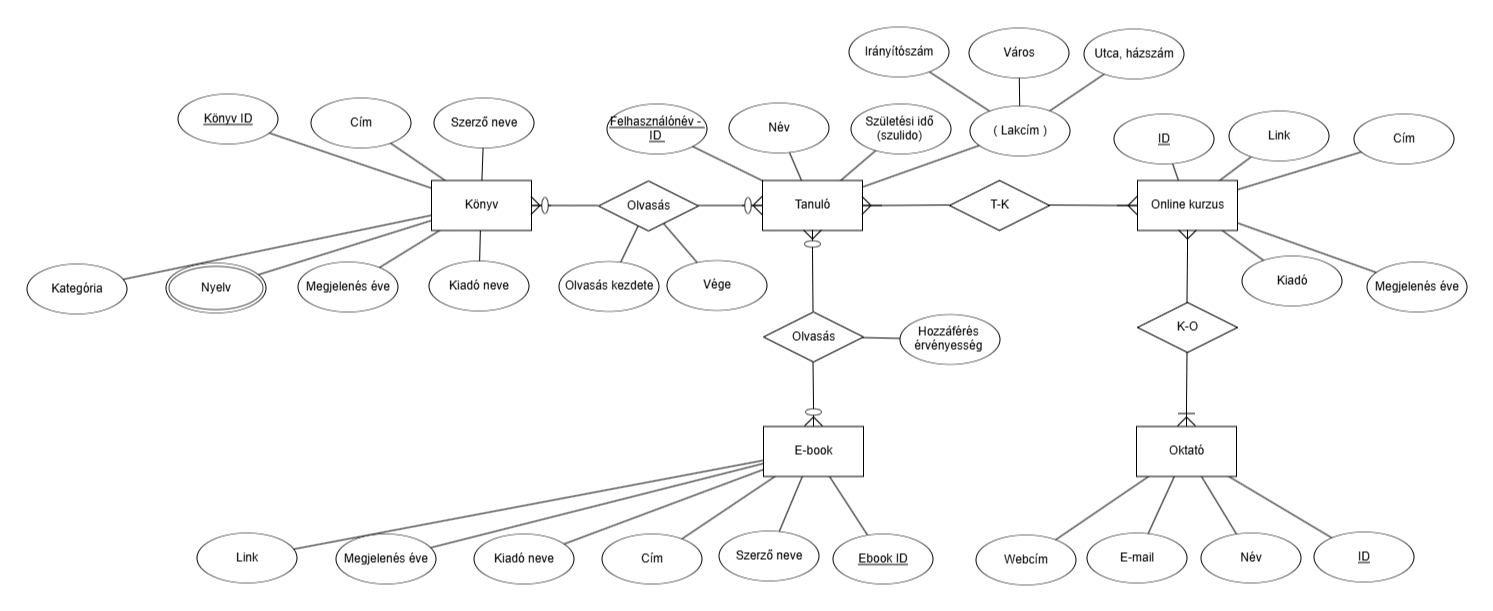 Irányítószám
Város
Utca, házszám
Könyv ID
Cím
Szerző neve
Felhasználónév -
ID
Név
Születési idő
(szulido)
( Lakcím )
ID
Link
Cím
Könyv
Olvasás
Tanuló
T-K
Online kurzus
Kategória
Nyelv
Megjelenés éve
Kiadó neve
Olvasás kezdete
Vége
Kiadó
Megjelenés éve
Olvasás
Hozzáférés
érvényesség
K-O
E-book
Oktató
Link
Megjelenés éve
Kiadó neve
Cím
Szerző neve
Ebook ID
Webcím
E-mail
Név
ID